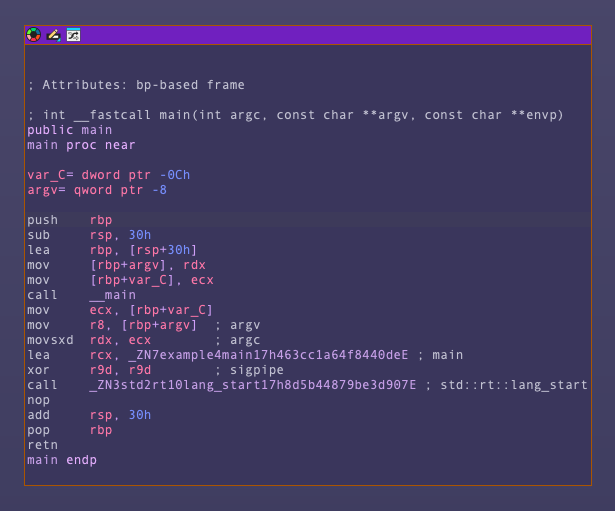 ; Attributes: bp-based frame
; int __fastcall main(int argc, const char **argv, const char **envp)
public main
main proc near
var_C= dword ptr -0Ch
argv= qword ptr -8
push    rbp
sub     rsp, 30h
lea     rbp, [rsp+30h]
mov     [rbp+argv], rdx
mov     [rbp+var_C], ecx
call    __main
mov     ecx, [rbp+var_C]
mov     r8, [rbp+argv]  ; argv
movsxd  rdx, ecx        ; argc
lea     rcx, _ZN7example4main17h463cc1a64f8440deE ; main
xor     r9d, r9d        ; sigpipe
call    _ZN3std2rt10lang_start17h8d5b44879be3d907E ; std::rt::lang_start
nop
add     rsp, 30h
pop     rbp
retn
main endp